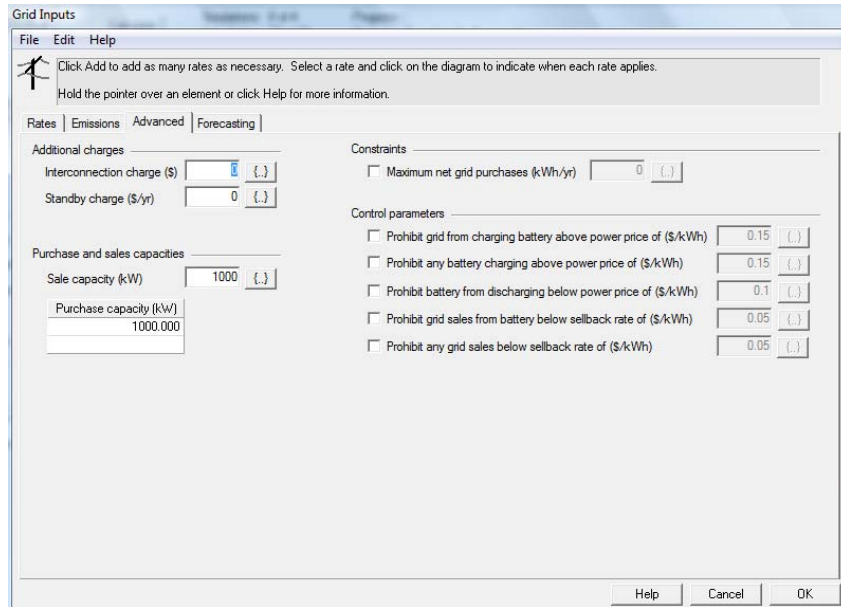 Grid Inputs
File Edit Help
Click Add to add as many rates as necessary. Select a rate and click on the diagram to indicate when each rate applies.
Hold the pointer over an element or click Help for more information.
Rates Emissions Advanced Forecasting
Additional charges
Interconnection charge ($) 0 {..}
Standby charge ($/yr) 0 {..}
Purchase and sales capacities
Sale capacity (kW) 1000 {..}
Purchase capacity (kW)
1000.000
Constraints
Maximum net grid purchases (kWh/yr) 0 {..}
Control parameters
Prohibit grid from charging battery above power price of ($/kWh) 0.15 {..}
Prohibit any battery charging above power price of ($/kWh) 0.15 {..}
Prohibit battery from discharging below power price of ($/kWh) 0.1 {..}
Prohibit grid sales from battery below sellback rate of ($/kWh) 0.05 {..}
Prohibit any grid sales below sellback rate of ($/kWh) 0.05 {..}
Help Cancel OK